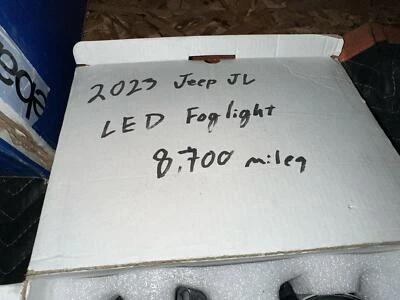 2023 Jeep JL
LED Foglight
8,700 miles